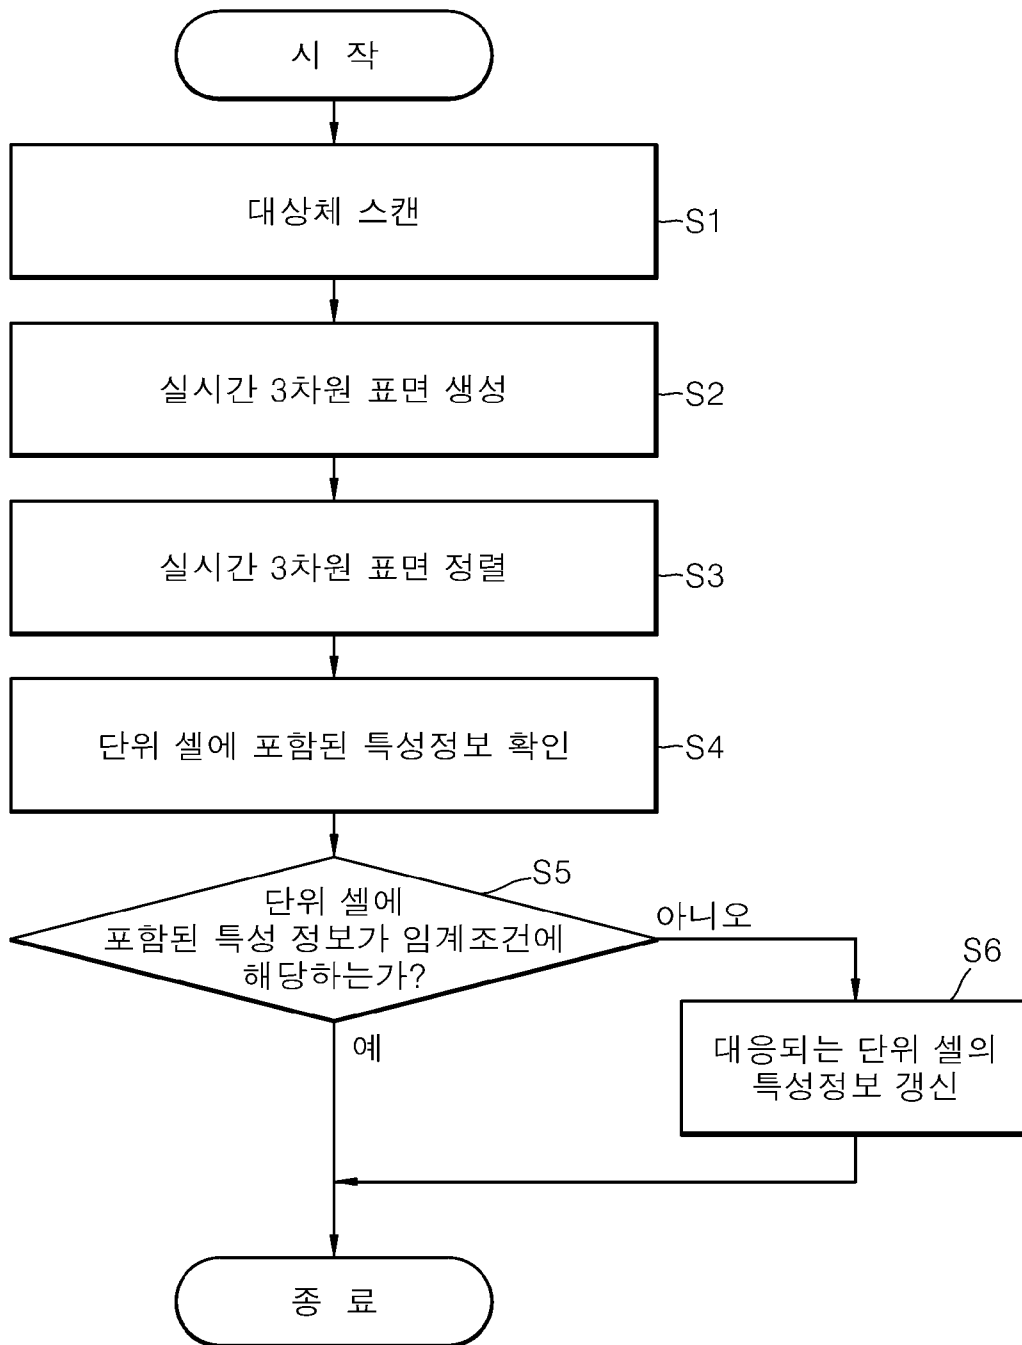 시 작
대상체 스캔
S1
실시간 3차원 표면 생성
S2
실시간 3차원 표면 정렬
S3
단위 셀에 포함된 특성정보 확인
S4
S5
단위 셀에
포함된 특성 정보가 임계조건에
해당하는가?
아니오
예
S6
대응되는 단위 셀의
특성정보 갱신
종 료